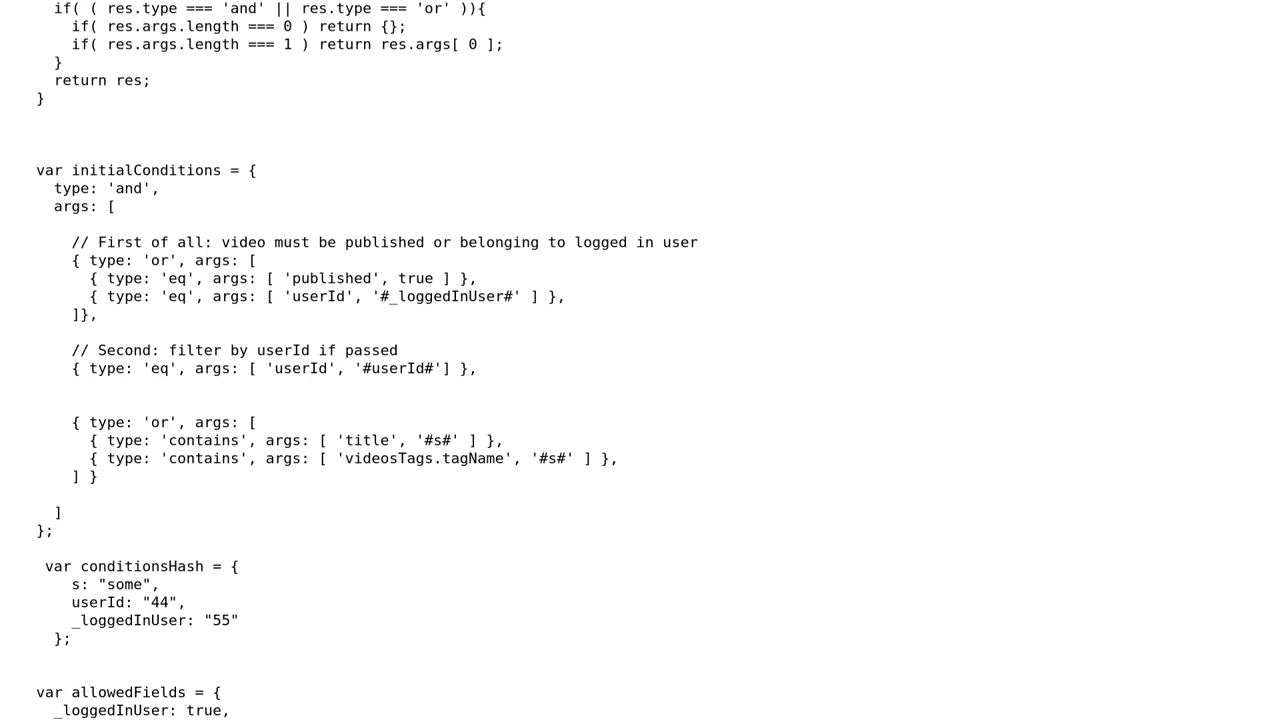 if( ( res.type === 'and' || res.type === 'or' )){
if( res.args.length === 0 ) return {};
if( res.args.length === 1 ) return res.args[ 0 ];
}
return res;
}
var initialConditions = {
type: 'and',
args: [
// First of all: video must be published or belonging to logged in user
{ type: 'or', args: [
{ type: 'eq', args: [ 'published', true ] },
{ type: 'eq', args: [ 'userId', '#_loggedInUser#' ] },
]},
// Second: filter by userId if passed
{ type: 'eq', args: [ 'userId', '#userId#'] },
{ type: 'or', args: [
{ type: 'contains', args: [ 'title', '#s#' ] },
{ type: 'contains', args: [ 'videosTags.tagName', '#s#' ] },
] }
]
};
var conditionsHash = {
s: "some",
userId: "44",
_loggedInUser: "55"
};
var allowedFields = {
_loggedInUser: true,